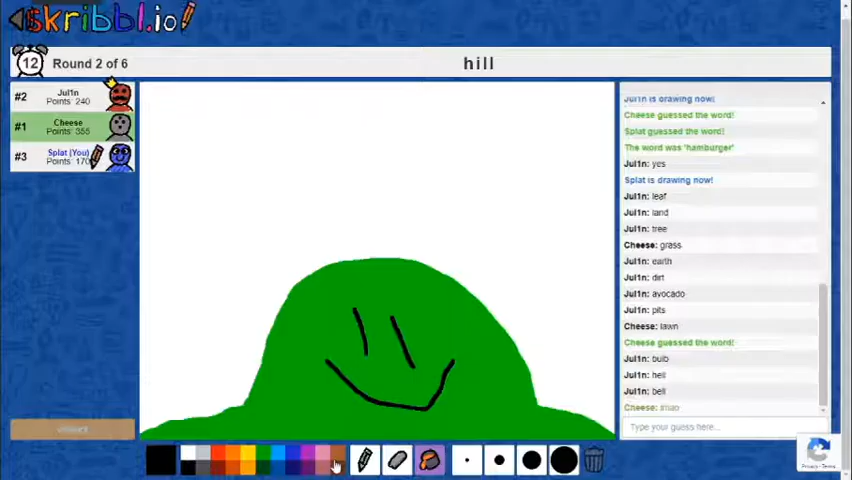 skribbl.io
12
Round 2 of 6
hill
#2
Jul1n
Points: 240
#1
Cheese
Points: 355
#3
Splat (You)
Points: 170
Jul1n is drawing now!
Cheese guessed the word!
Splat guessed the word!
The word was 'hamburger'
Jul1n: yes
Splat is drawing now!
Jul1n: leaf
Jul1n: land
Jul1n: tree
Cheese: grass
Jul1n: earth
Jul1n: dirt
Jul1n: avocado
Jul1n: pits
Cheese: lawn
Cheese guessed the word!
Jul1n: bulb
Jul1n: hell
Jul1n: bell
Cheese:
Type your guess here...
Privacy - Terms